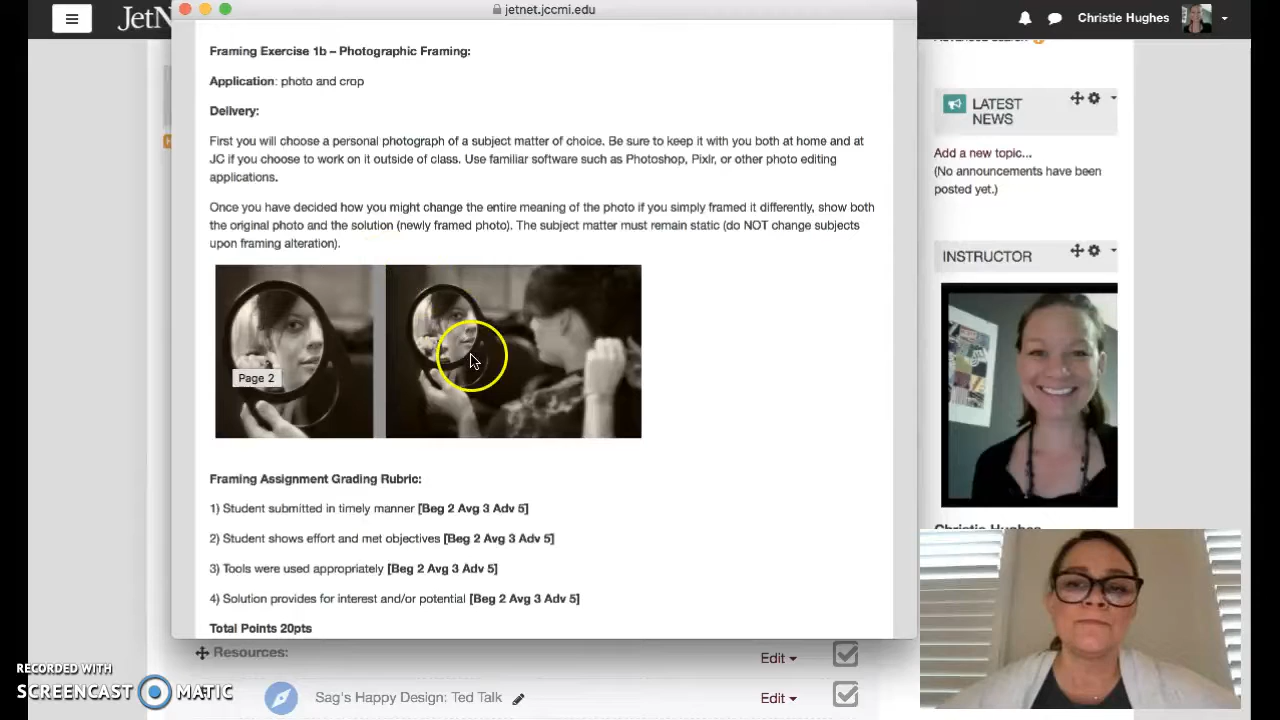 jetnet.jccmi.edu
JetN
Christie Hughes
Framing Exercise 1b – Photographic Framing:
Application: photo and crop
Delivery:
First you will choose a personal photograph of a subject matter of choice. Be sure to keep it with you both at home and at
JC if you choose to work on it outside of class. Use familiar software such as Photoshop, Pixlr, or other photo editing
applications.
Once you have decided how you might change the entire meaning of the photo if you simply framed it differently, show both
the original photo and the solution (newly framed photo). The subject matter must remain static (do NOT change subjects
upon framing alteration).
Page 2
Framing Assignment Grading Rubric:
1) Student submitted in timely manner [Beg 2 Avg 3 Adv 5]
2) Student shows effort and met objectives [Beg 2 Avg 3 Adv 5]
3) Tools were used appropriately [Beg 2 Avg 3 Adv 5]
4) Solution provides for interest and/or potential [Beg 2 Avg 3 Adv 5]
Total Points 20pts
LATEST
NEWS
Add a new topic...
(No announcements have been
posted yet.)
INSTRUCTOR
Christie Hughes
Resources:
Edit
Sag's Happy Design: Ted Talk
Edit
RECORDED WITH
SCREENCAST MATIC